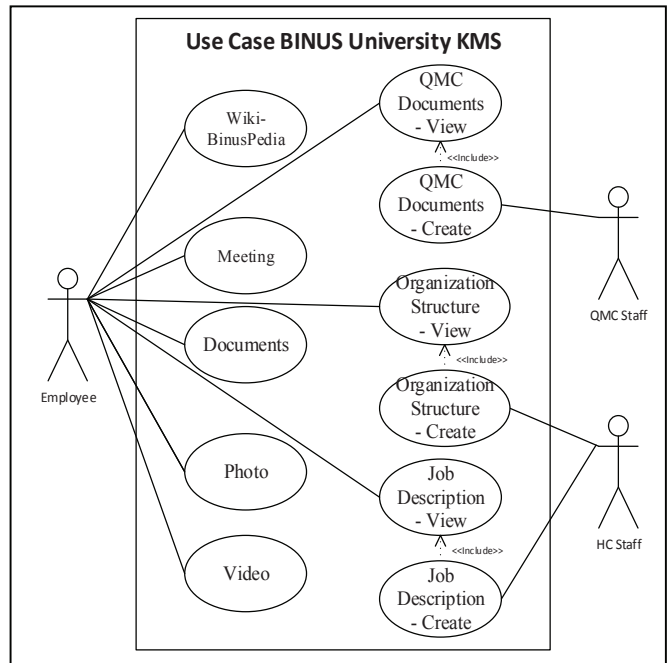 Use Case BINUS University KMS
Wiki-
BinusPedia
Meeting
Documents
Photo
Video
QMC
Documents
- View
<<Include>>
QMC
Documents
- Create
Organization
Structure
- View
<<Include>>
Organization
Structure
- Create
Job
Description
- View
<<Include>>
Job
Description
- Create
Employee
QMC Staff
HC Staff